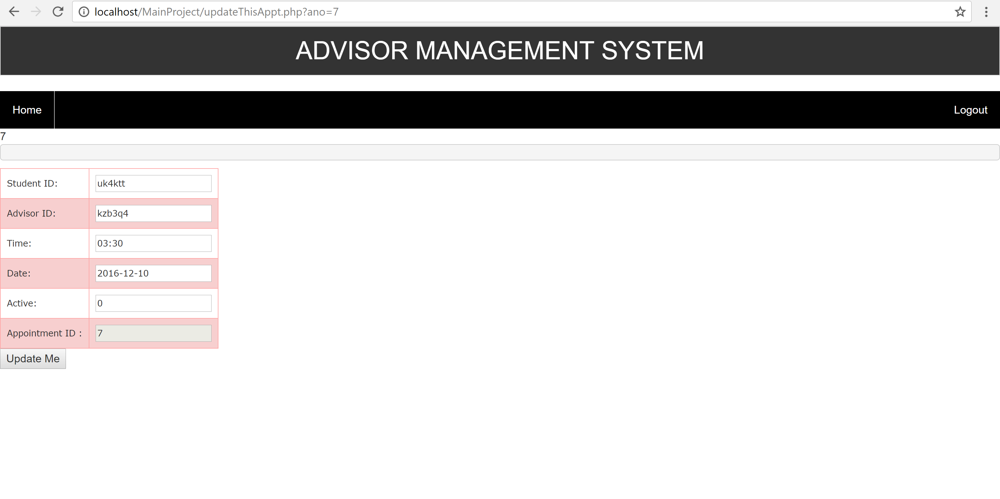 localhost/MainProject/updateThisAppt.php?ano=7
ADVISOR MANAGEMENT SYSTEM
Home Logout
7
Student ID: uk4ktt
Advisor ID: kzb3q4
Time: 03:30
Date: 2016-12-10
Active: 0
Appointment ID : 7
Update Me